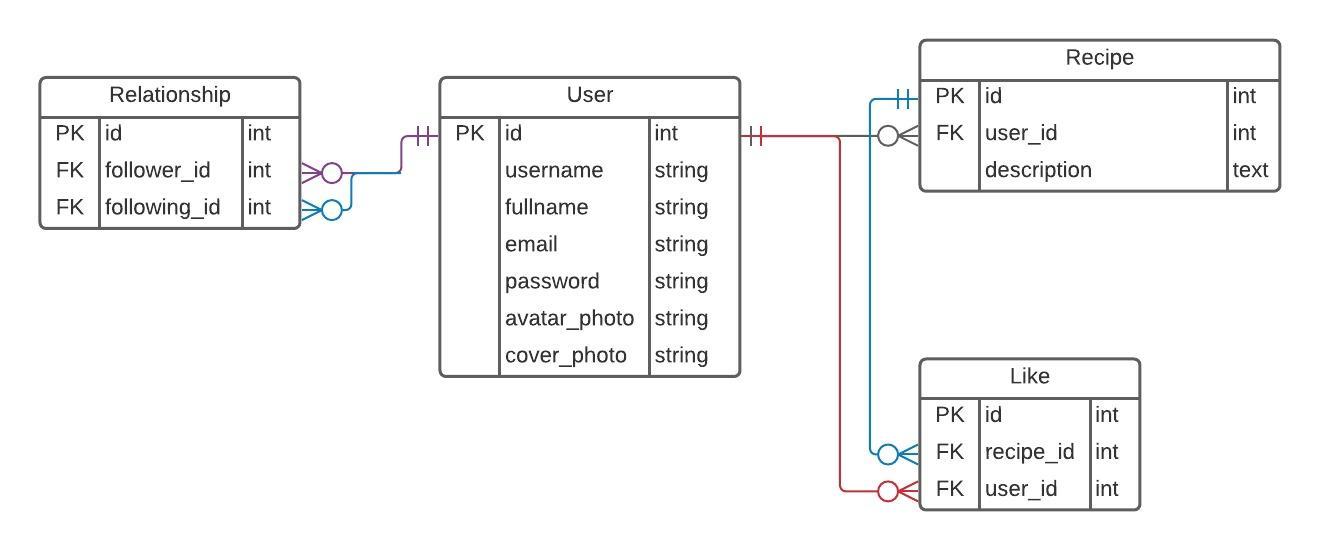 Relationship
PK id int
FK follower_id int
FK following_id int
User
PK id int
username string
fullname string
email string
password string
avatar_photo string
cover_photo string
Recipe
PK id int
FK user_id int
description text
Like
PK id int
FK recipe_id int
FK user_id int